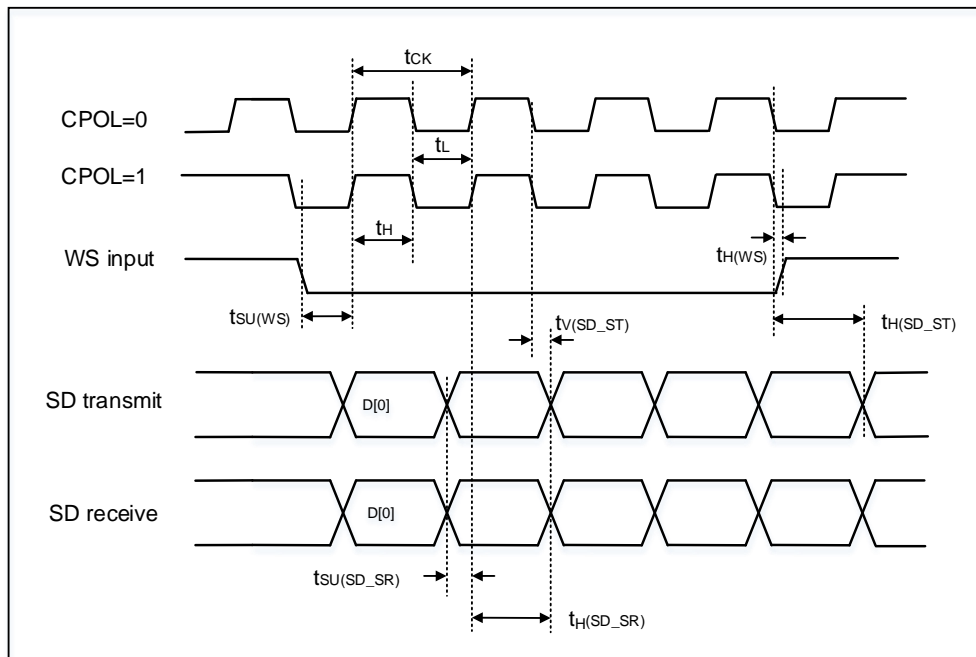 tCK
CPOL=0
tL
CPOL=1
tH
WS input
tH(WS)
tSU(WS)
tV(SD_ST)
tH(SD_ST)
SD transmit
D[0]
SD receive
D[0]
tSU(SD_SR)
tH(SD_SR)